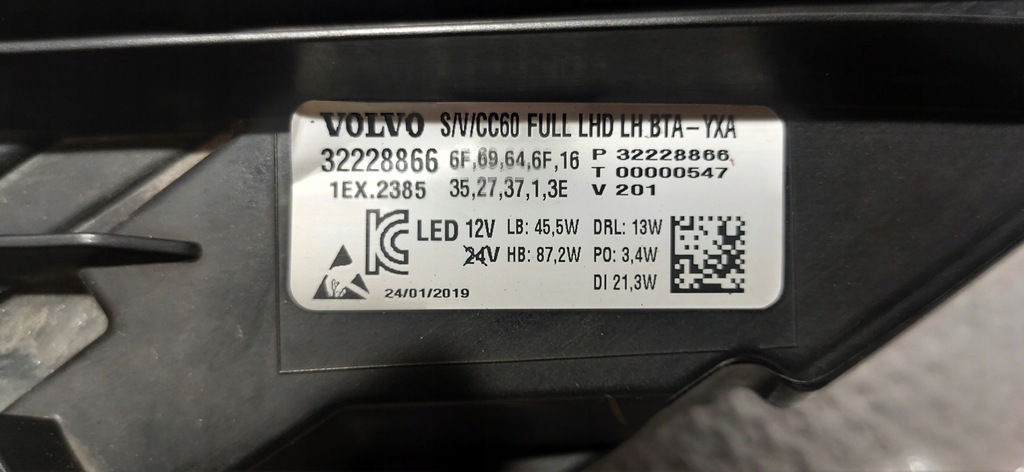 VOLVO S/V/CC60 FULL LHD LH BTA-YXA
32228866 6F,69,64,6F,16 P 32228866
T 00000547
1EX.2385 35,27,37,1,3E V 201
KC LED 12V LB: 45,5W DRL: 13W
24V HB: 87,2W PO: 3,4W
DI 21,3W
24/01/2019